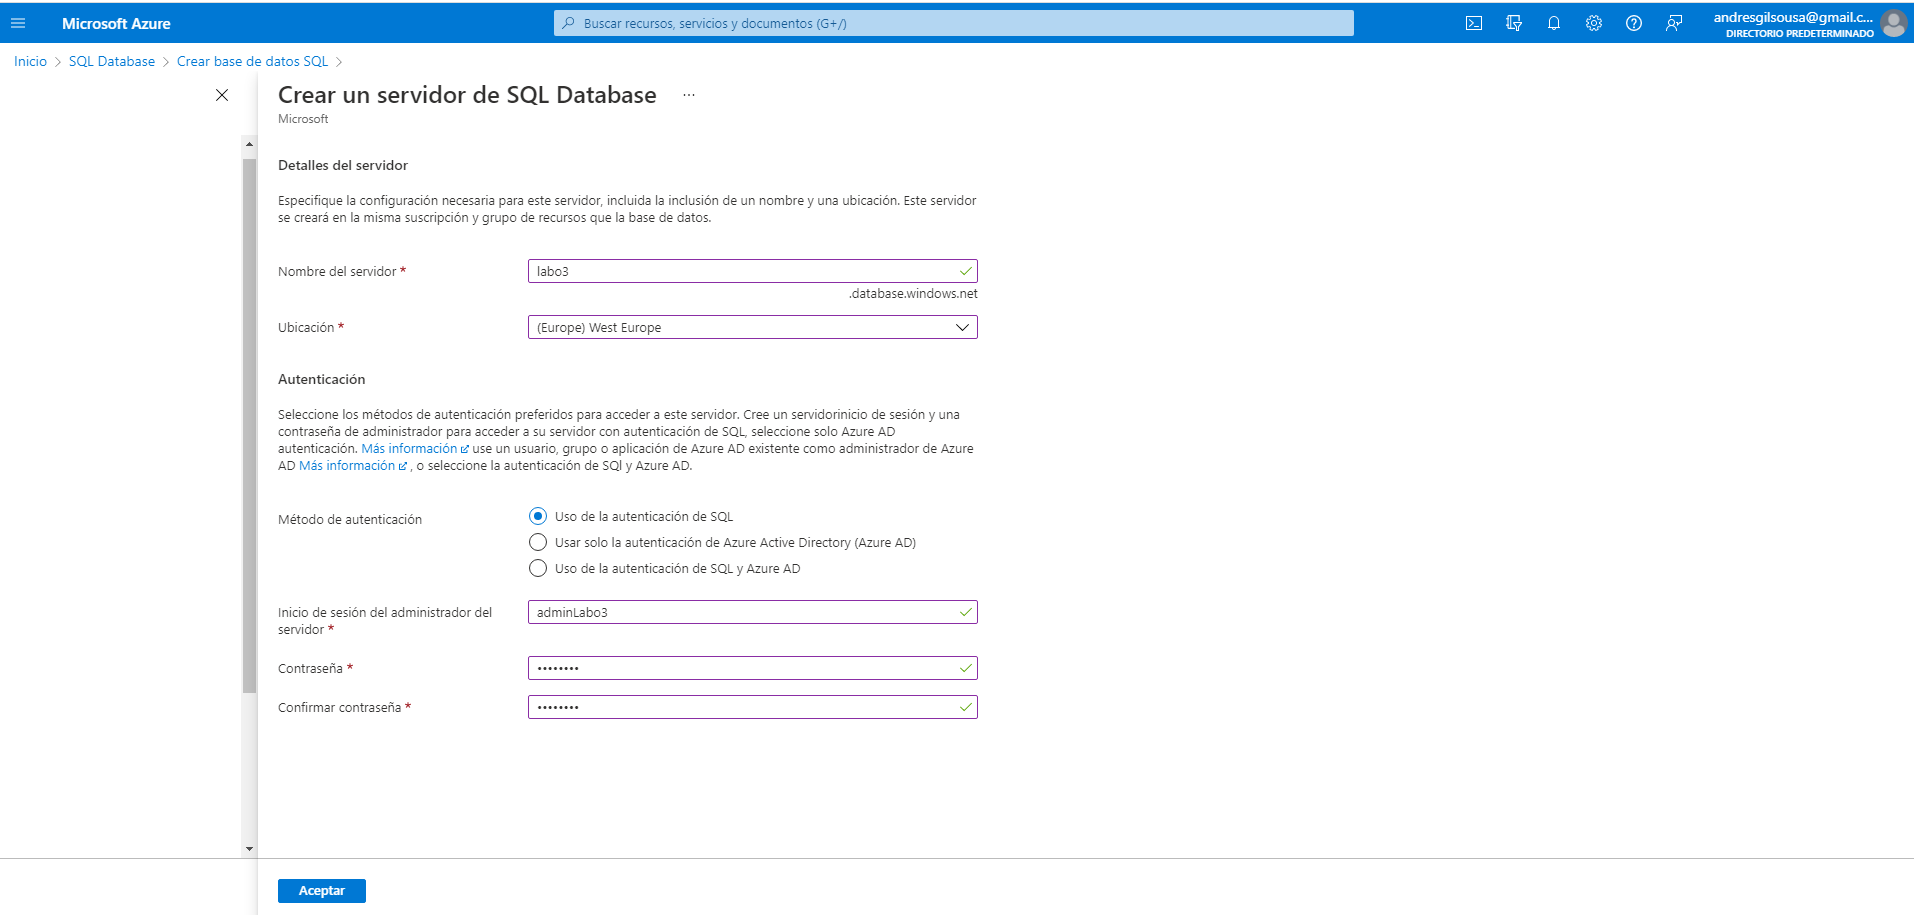 Microsoft Azure
Buscar recursos, servicios y documentos (G+/)
andresgilsousa@gmail.c...
DIRECTORIO PREDETERMINADO
Inicio > SQL Database > Crear base de datos SQL >
Crear un servidor de SQL Database ...
Microsoft
Detalles del servidor
Especifique la configuración necesaria para este servidor, incluida la inclusión de un nombre y una ubicación. Este servidor
se creará en la misma suscripción y grupo de recursos que la base de datos.
Nombre del servidor *
labo3
.database.windows.net
Ubicación *
(Europe) West Europe
Autenticación
Seleccione los métodos de autenticación preferidos para acceder a este servidor. Cree un servidorinicio de sesión y una
contraseña de administrador para acceder a su servidor con autenticación de SQL, seleccione solo Azure AD
autenticación. Más información use un usuario, grupo o aplicación de Azure AD existente como administrador de Azure
AD Más información , o seleccione la autenticación de SQl y Azure AD.
Método de autenticación
Uso de la autenticación de SQL
Usar solo la autenticación de Azure Active Directory (Azure AD)
Uso de la autenticación de SQL y Azure AD
Inicio de sesión del administrador del
servidor *
adminLabo3
Contraseña *
••••••••
Confirmar contraseña *
••••••••
Aceptar